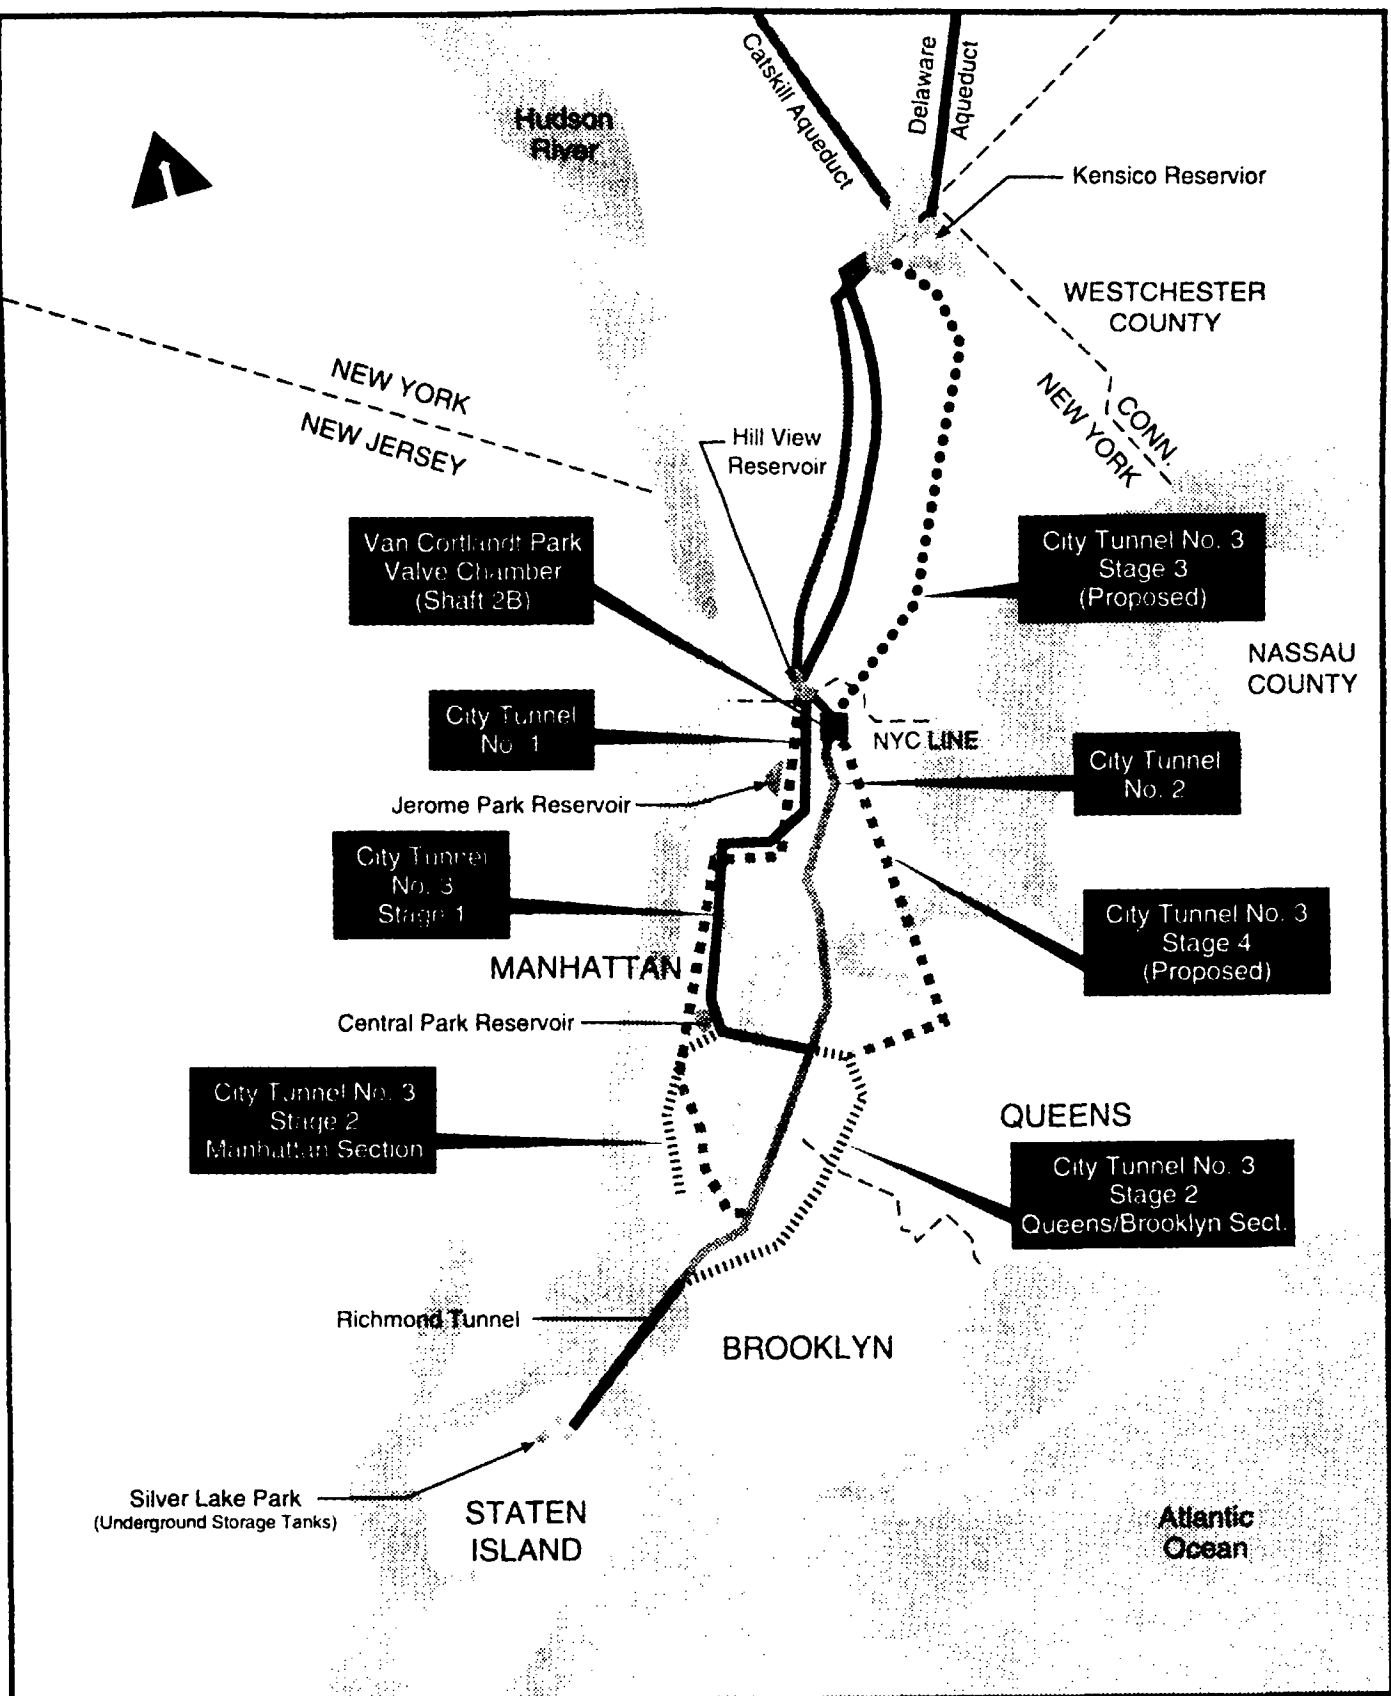 Catskill Aqueduct
Delaware
Aqueduct
Hudson
River
Kensico Reservior
WESTCHESTER
COUNTY
NEW YORK
NEW JERSEY
CONN.
NEW YORK
Hill View
Reservoir
Van Cortlandt Park
Valve Chamber
(Shaft 2B)
City Tunnel No. 3
Stage 3
(Proposed)
NASSAU
COUNTY
City Tunnel
No. 1
NYC LINE
City Tunnel
No. 2
Jerome Park Reservoir
City Tunnel
No. 3
Stage 1
City Tunnel No. 3
Stage 4
(Proposed)
MANHATTAN
Central Park Reservoir
City Tunnel No. 3
Stage 2
Manhattan Section
QUEENS
City Tunnel No. 3
Stage 2
Queens/Brooklyn Sect.
Richmond Tunnel
BROOKLYN
Silver Lake Park
(Underground Storage Tanks)
STATEN
ISLAND
Atlantic
Ocean